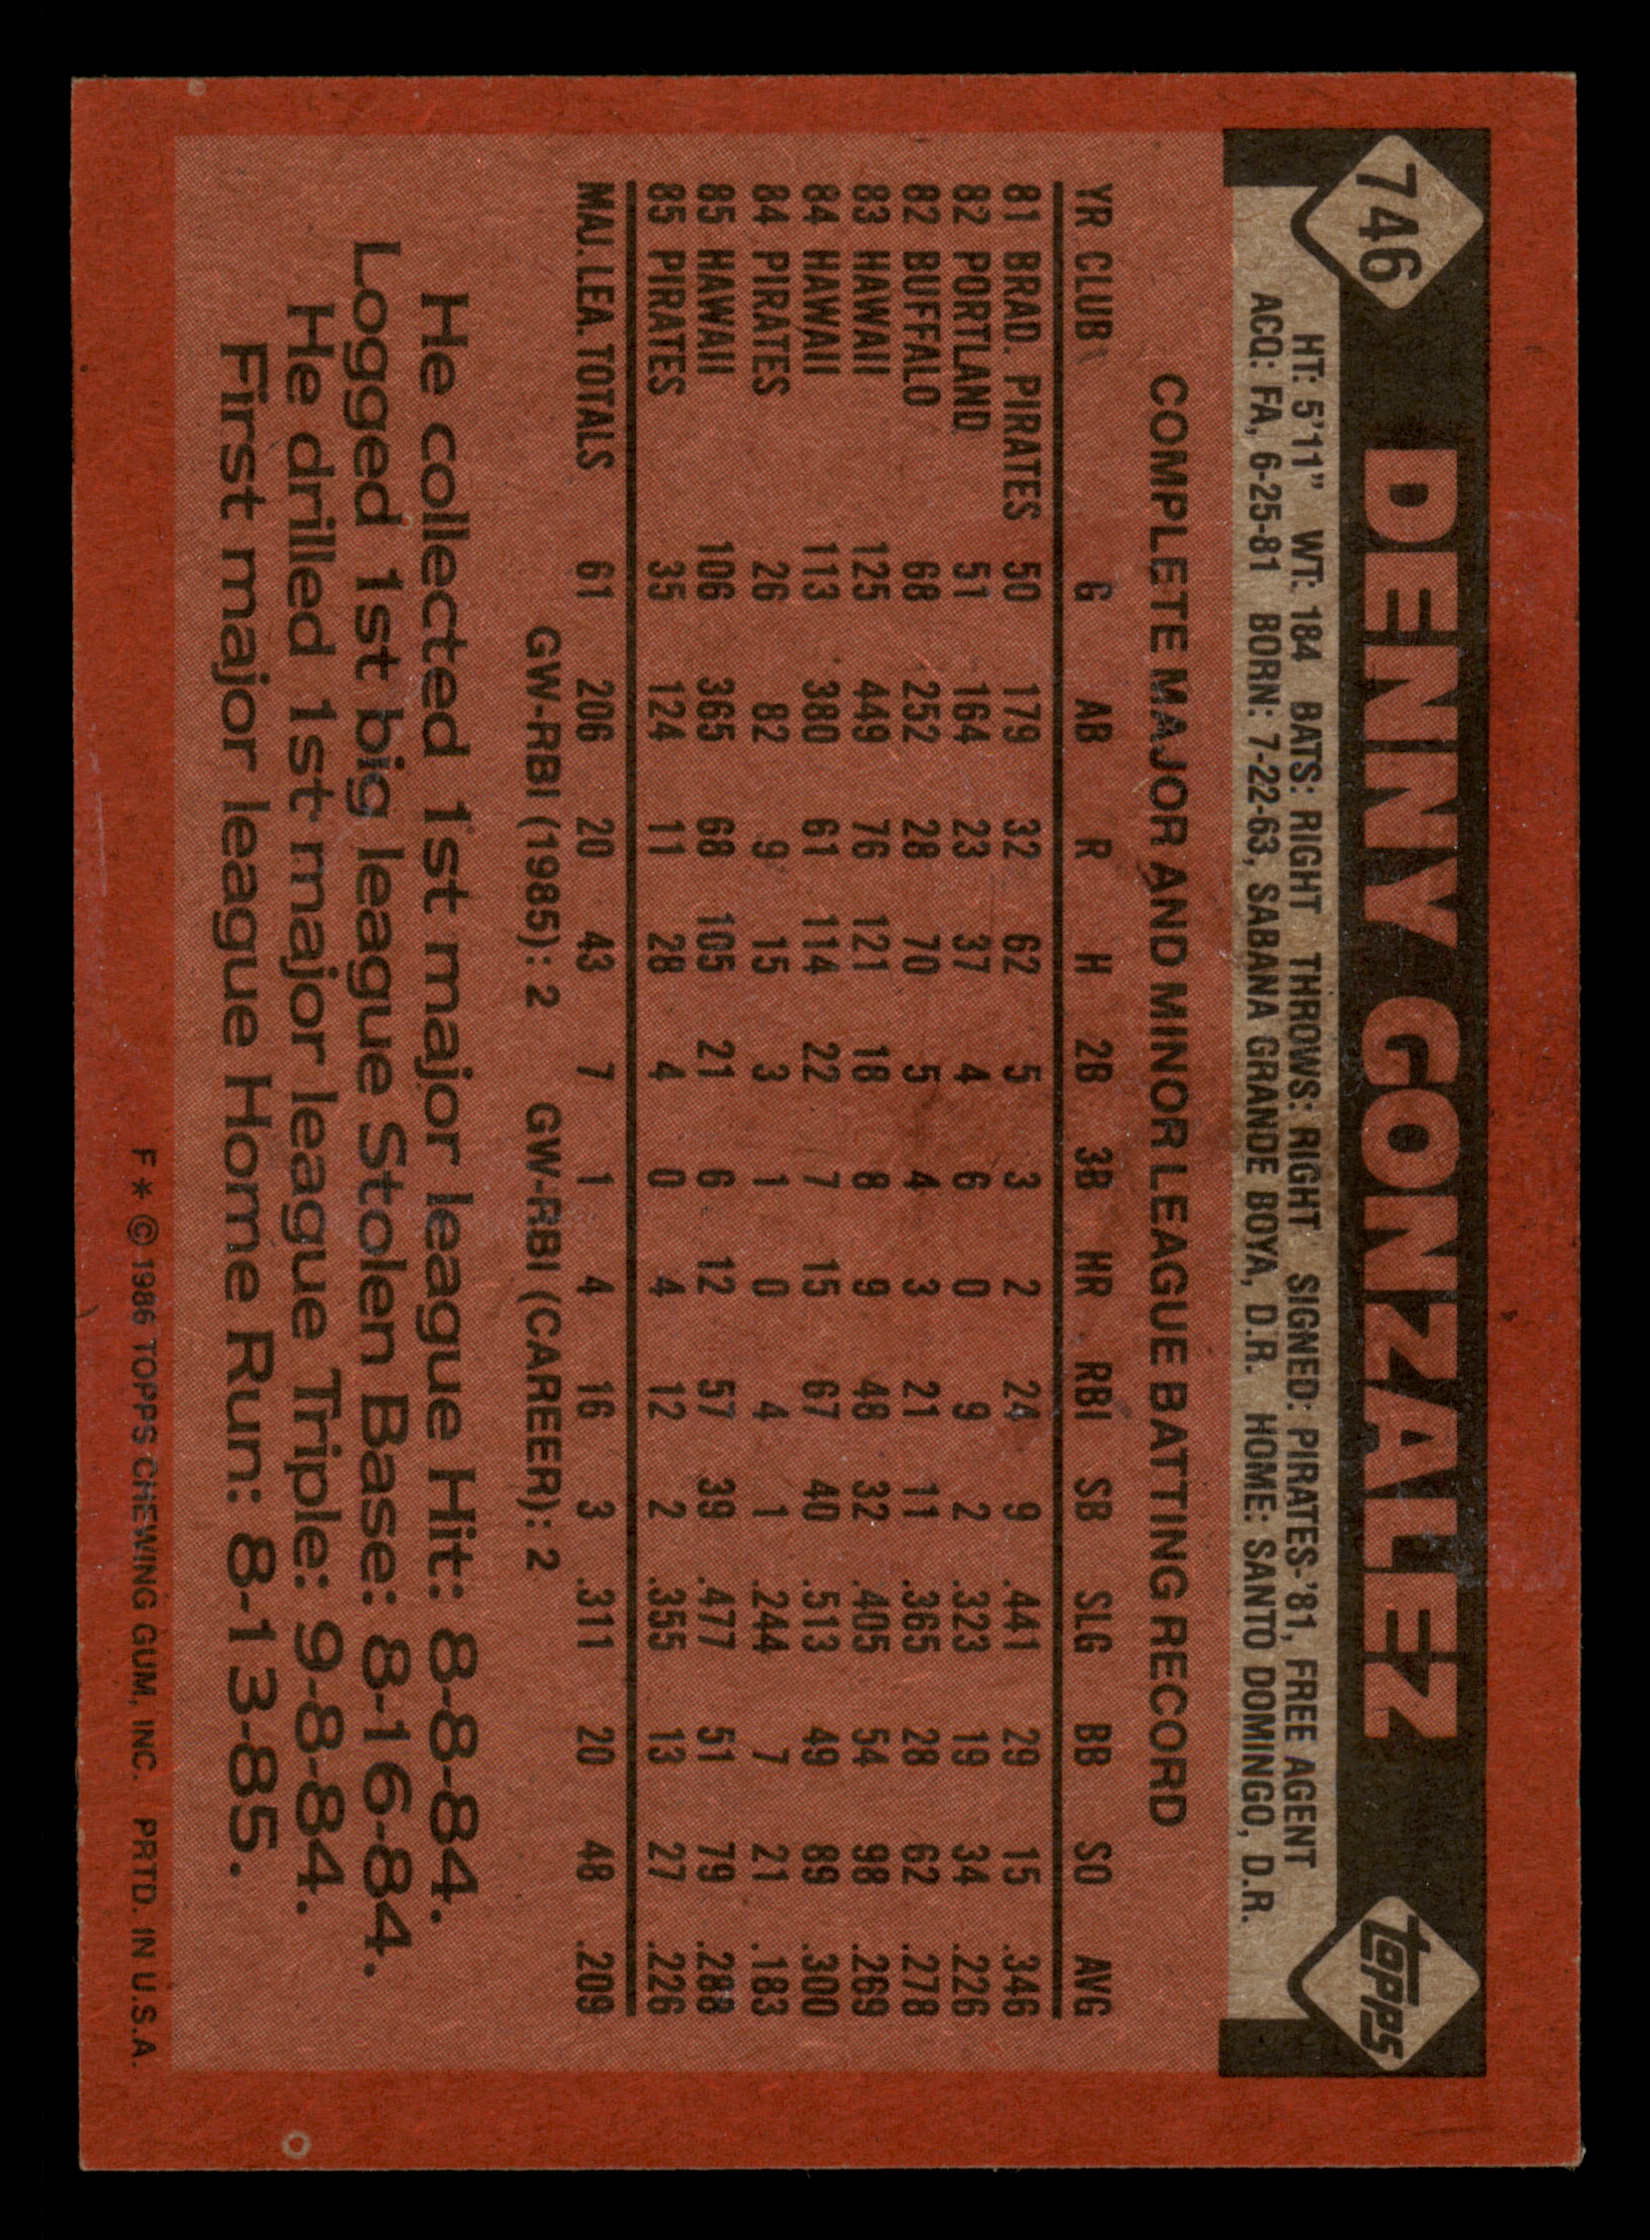 746 DENNY GONZALEZ topps
HT: 5'11" WT: 184 BATS: RIGHT THROWS: RIGHT SIGNED: PIRATES-'81, FREE AGENT
ACQ: FA, 6-25-81 BORN: 7-22-63, SABANA GRANDE BOYA, D.R. HOME: SANTO DOMINGO, D.R.
COMPLETE MAJOR AND MINOR LEAGUE BATTING RECORD
YR CLUB G AB R H 2B 3B HR RBI SB SLG BB SO AVG
81 BRAD. PIRATES 50 179 32 62 5 3 2 24 9 .441 29 15 .346
82 PORTLAND 51 164 23 37 4 6 0 9 2 .323 19 34 .226
82 BUFFALO 68 252 28 70 5 4 3 21 11 .365 28 62 .278
83 HAWAII 125 449 76 121 18 8 9 48 32 .405 54 98 .269
84 HAWAII 113 380 61 114 22 7 15 67 40 .513 49 89 .300
84 PIRATES 26 82 9 15 3 1 0 4 1 .244 7 21 .183
85 HAWAII 106 365 68 105 21 6 12 57 39 .477 51 79 .288
85 PIRATES 35 124 11 28 4 0 4 12 2 .355 13 27 .226
MAJ. LEA. TOTALS 61 206 20 43 7 1 4 16 3 .311 20 48 .209
GW-RBI (1985): 2 GW-RBI (CAREER): 2
He collected 1st major league Hit: 8-8-84.
Logged 1st big league Stolen Base: 8-16-84.
He drilled 1st major league Triple: 9-8-84.
First major league Home Run: 8-13-85.
F * © 1986 TOPPS CHEWING GUM, INC. PRTD. IN U.S.A.